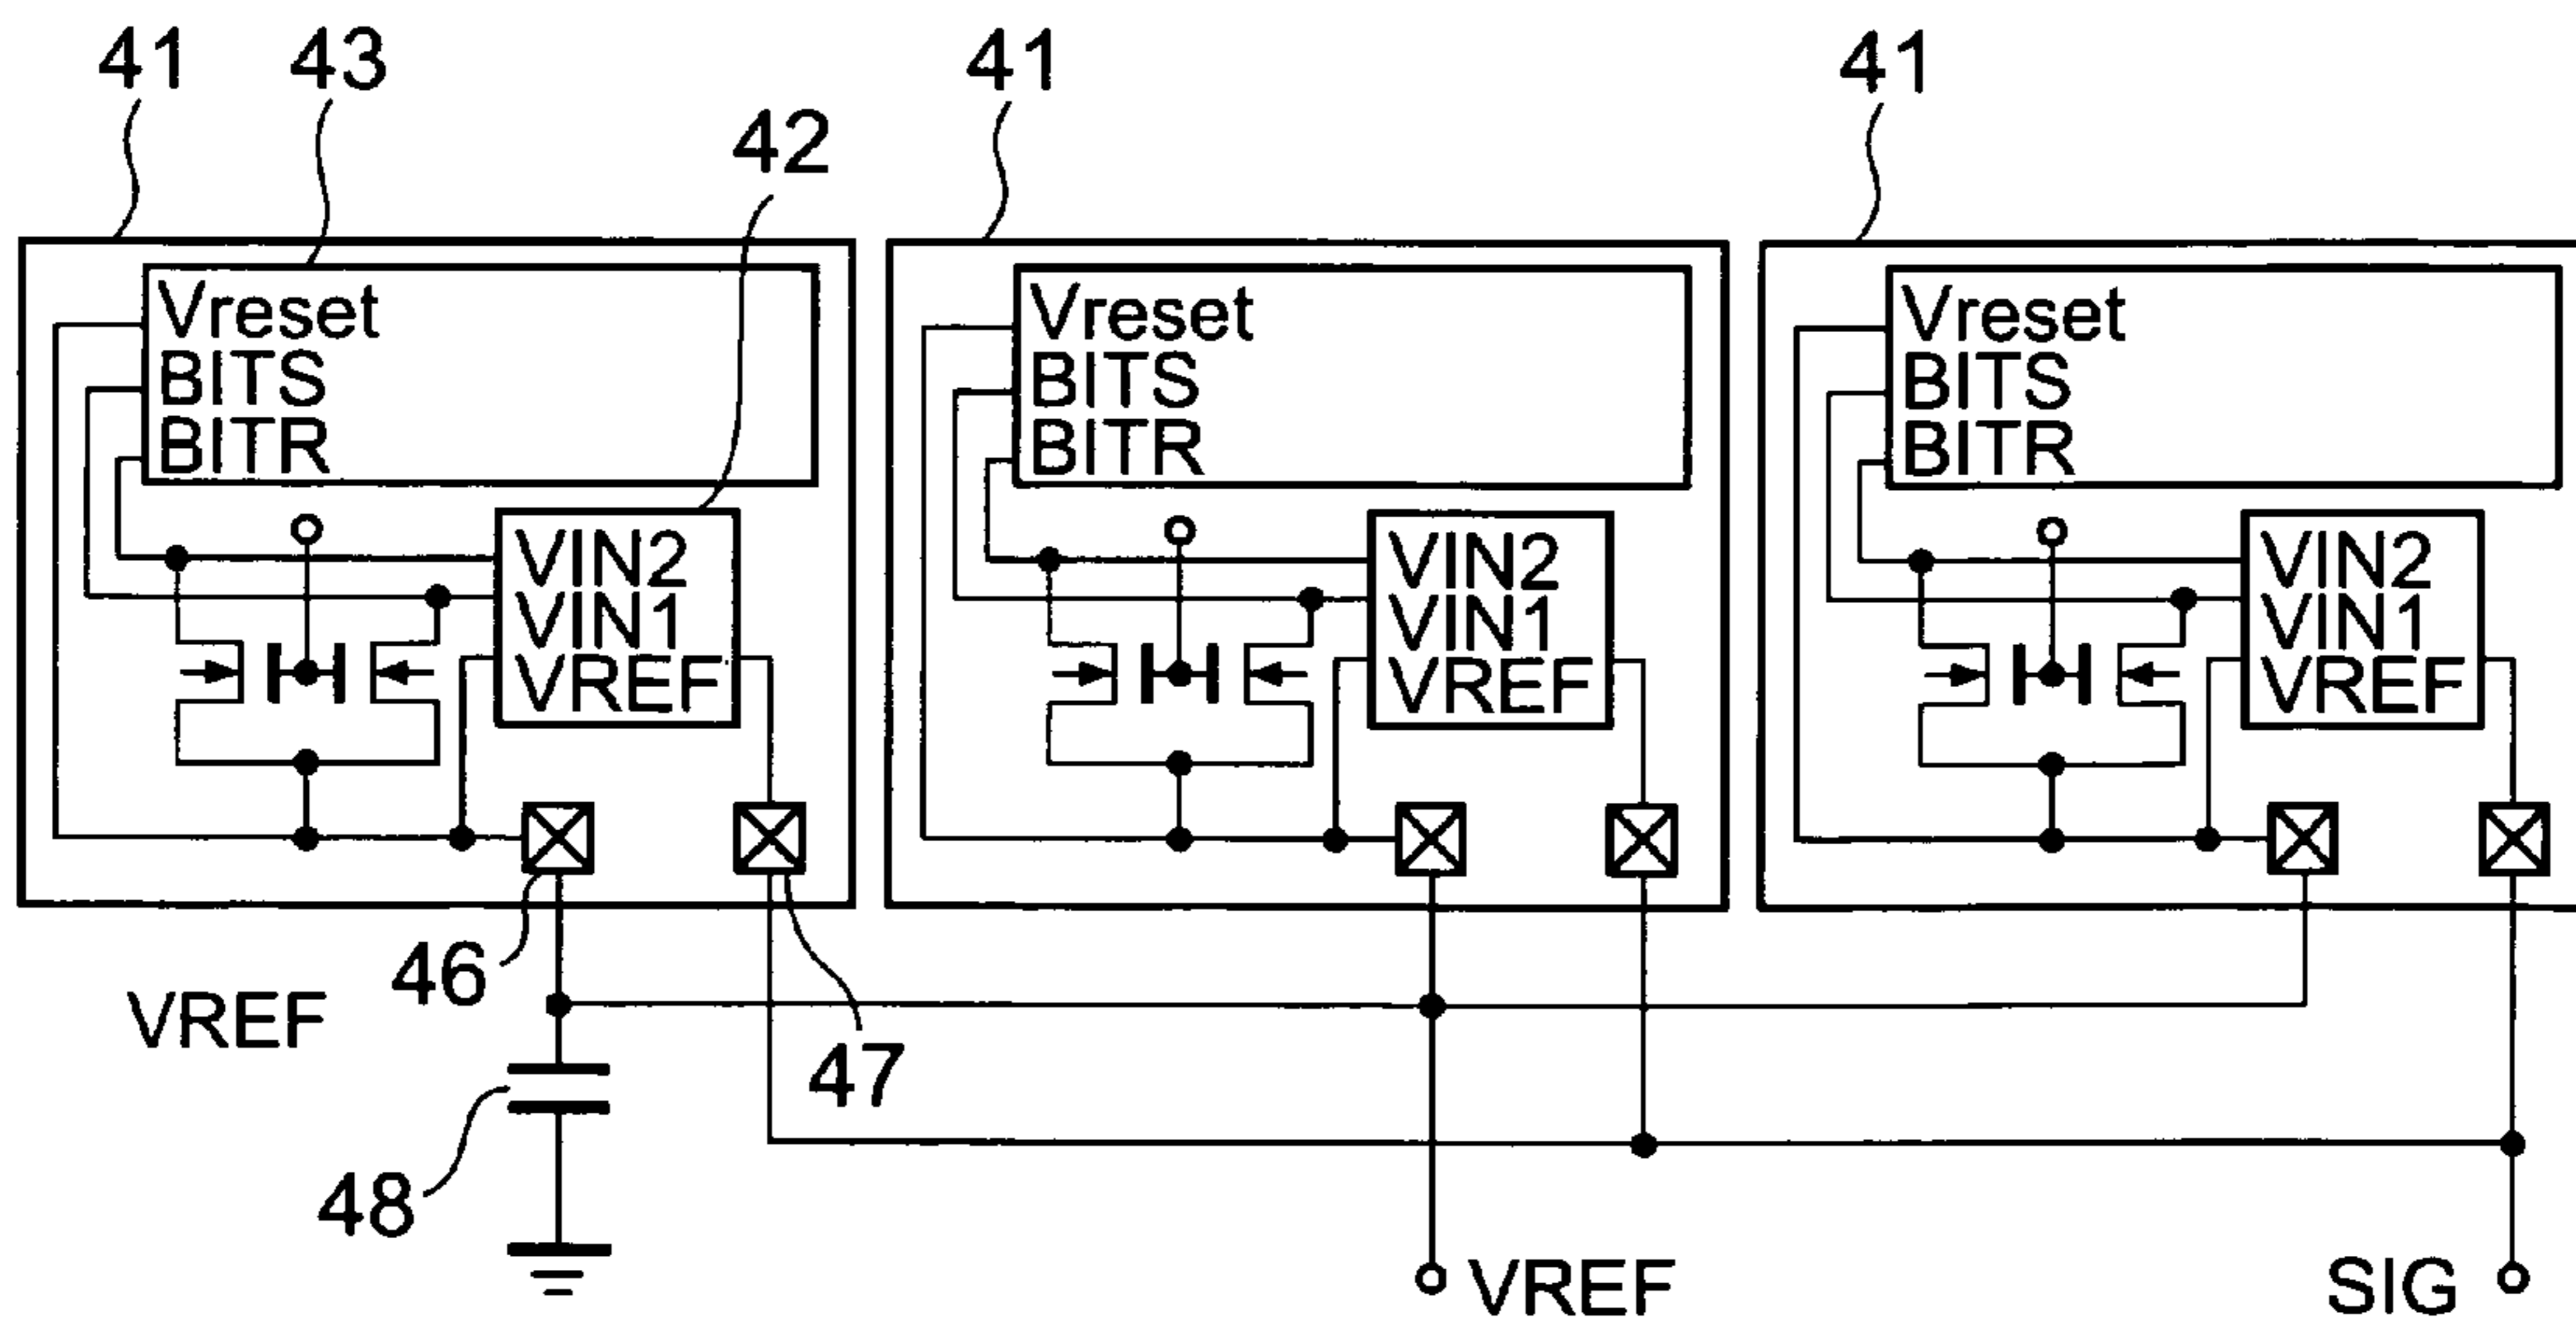 41
43
42
41
41
Vreset
BITS
BITR
VIN2
VIN1
VREF
Vreset
BITS
BITR
VIN2
VIN1
VREF
Vreset
BITS
BITR
VIN2
VIN1
VREF
46
47
VREF
48
VREF
SIG